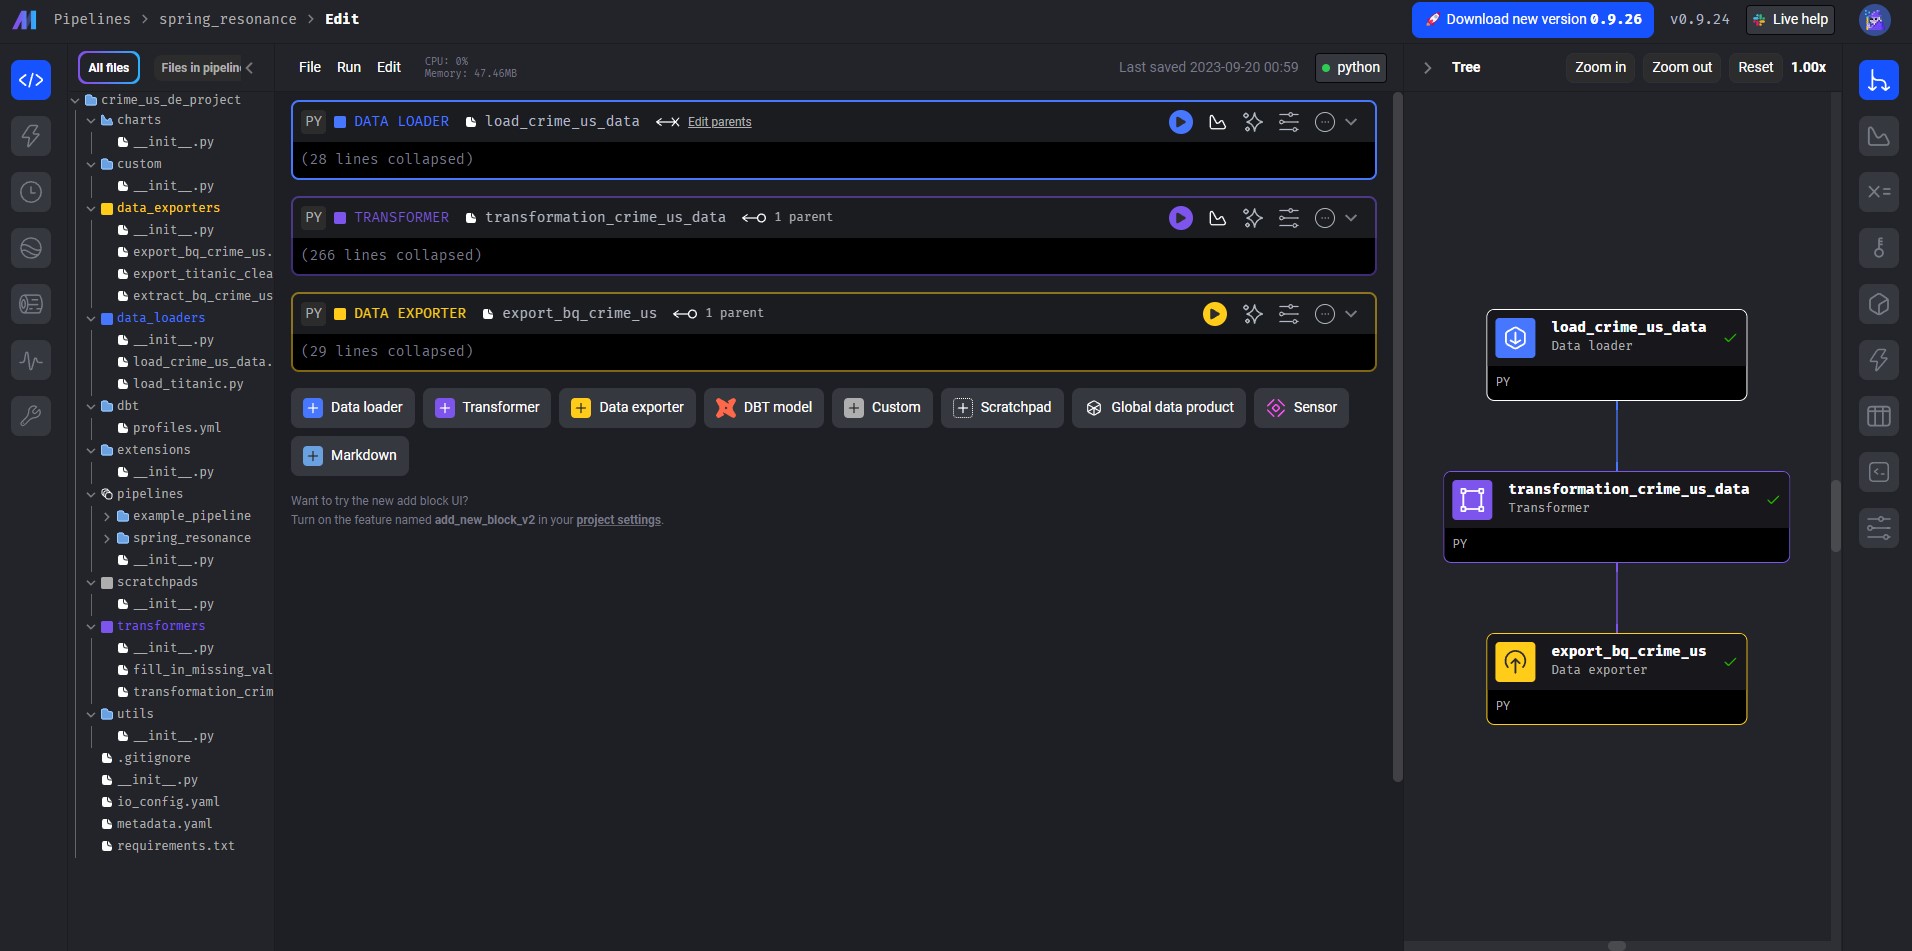 Pipelines > spring_resonance > Edit
Download new version 0.9.26
v0.9.24
Live help
All files
Files in pipelin
crime_us_de_project
charts
__init__.py
custom
__init__.py
data_exporters
__init__.py
export_bq_crime_us.
export_titanic_clea
extract_bq_crime_us
data_loaders
__init__.py
load_crime_us_data.
load_titanic.py
dbt
profiles.yml
extensions
__init__.py
pipelines
example_pipeline
spring_resonance
__init__.py
scratchpads
__init__.py
transformers
__init__.py
fill_in_missing_val
transformation_crim
utils
__init__.py
.gitignore
__init__.py
io_config.yaml
metadata.yaml
requirements.txt
File Run Edit
CPU: 0%
Memory: 47.46MB
Last saved 2023-09-20 00:59
python
PY DATA LOADER load_crime_us_data Edit parents
(28 lines collapsed)
PY TRANSFORMER transformation_crime_us_data 1 parent
(266 lines collapsed)
PY DATA EXPORTER export_bq_crime_us 1 parent
(29 lines collapsed)
Data loader
Transformer
Data exporter
DBT model
Custom
Scratchpad
Global data product
Sensor
Markdown
Want to try the new add block UI?
Turn on the feature named add_new_block_v2 in your project settings.
Tree
Zoom in
Zoom out
Reset
1.00x
load_crime_us_data
Data loader
PY
transformation_crime_us_data
Transformer
PY
export_bq_crime_us
Data exporter
PY